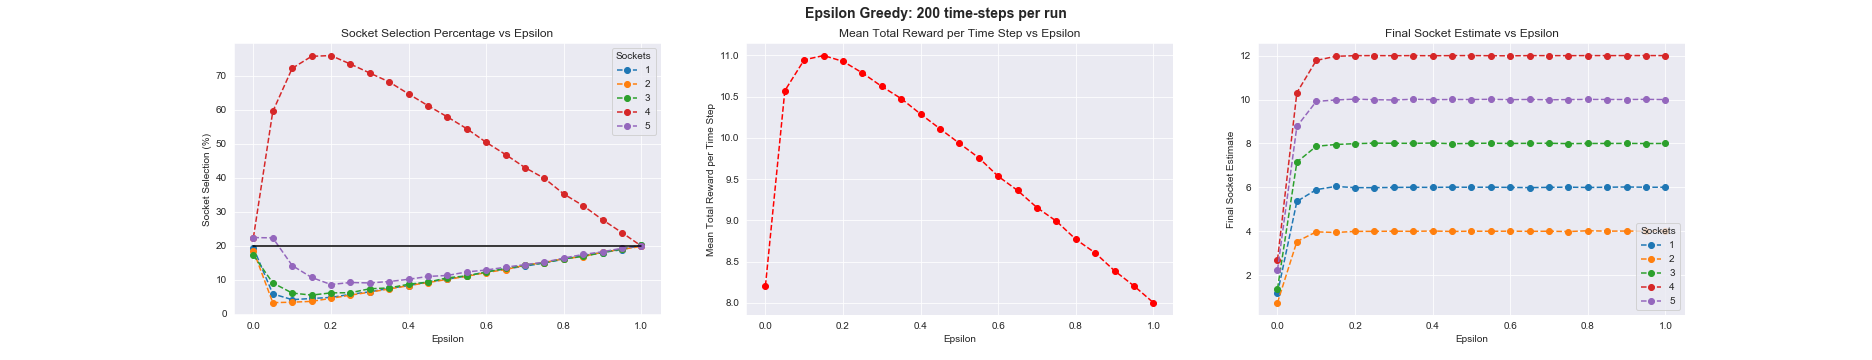 Epsilon Greedy: 200 time-steps per run
Socket Selection Percentage vs Epsilon
Socket Selection (%)
70
60
50
40
30
20
10
0
0.0 0.2 0.4 0.6 0.8 1.0
Epsilon
Sockets
1
2
3
4
5
Mean Total Reward per Time Step vs Epsilon
Mean Total Reward per Time Step
11.0
10.5
10.0
9.5
9.0
8.5
8.0
0.0 0.2 0.4 0.6 0.8 1.0
Epsilon
Final Socket Estimate vs Epsilon
Final Socket Estimate
12
10
8
6
4
2
0.0 0.2 0.4 0.6 0.8 1.0
Epsilon
Sockets
1
2
3
4
5